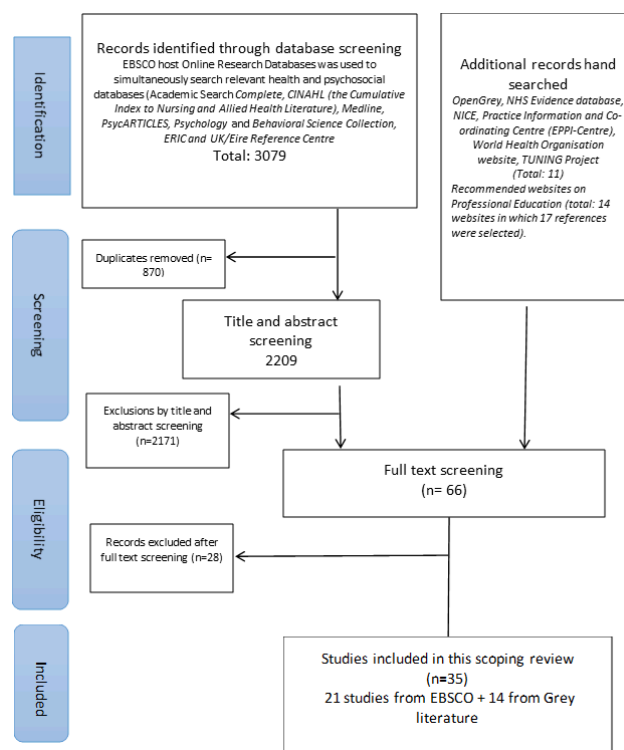 Identification
Records identified through database screening
EBSCO host Online Research Databases was used to
simultaneously search relevant health and psychosocial
databases (Academic Search Complete, CINAHL (the Cumulative
Index to Nursing and Allied Health Literature), Medline,
PsycARTICLES, Psychology and Behavioral Science Collection,
ERIC and UK/Eire Reference Centre
Total: 3079
Additional records hand
searched
OpenGrey, NHS Evidence database,
NICE, Practice Information and Co-
ordinating Centre (EPPI-Centre),
World Health Organisation
website, TUNING Project
(Total: 11)
Recommended websites on
Professional Education (total: 14
websites in which 17 references
were selected).
Screening
Duplicates removed (n=
870)
Title and abstract
screening
2209
Exclusions by title and
abstract screening
(n=2171)
Eligibility
Full text screening
(n= 66)
Records excluded after
full text screening (n=28)
Included
Studies included in this scoping review
(n=35)
21 studies from EBSCO + 14 from Grey
literature